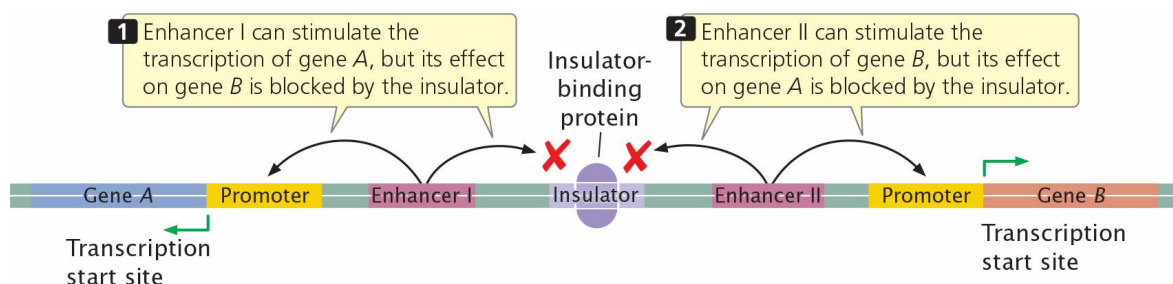 1 Enhancer I can stimulate the
transcription of gene A, but its effect
on gene B is blocked by the insulator.
Insulator-
binding
protein
2 Enhancer II can stimulate the
transcription of gene B, but its effect
on gene A is blocked by the insulator.
Gene A
Promoter
Enhancer I
Insulator
Enhancer II
Promoter
Gene B
Transcription
start site
Transcription
start site